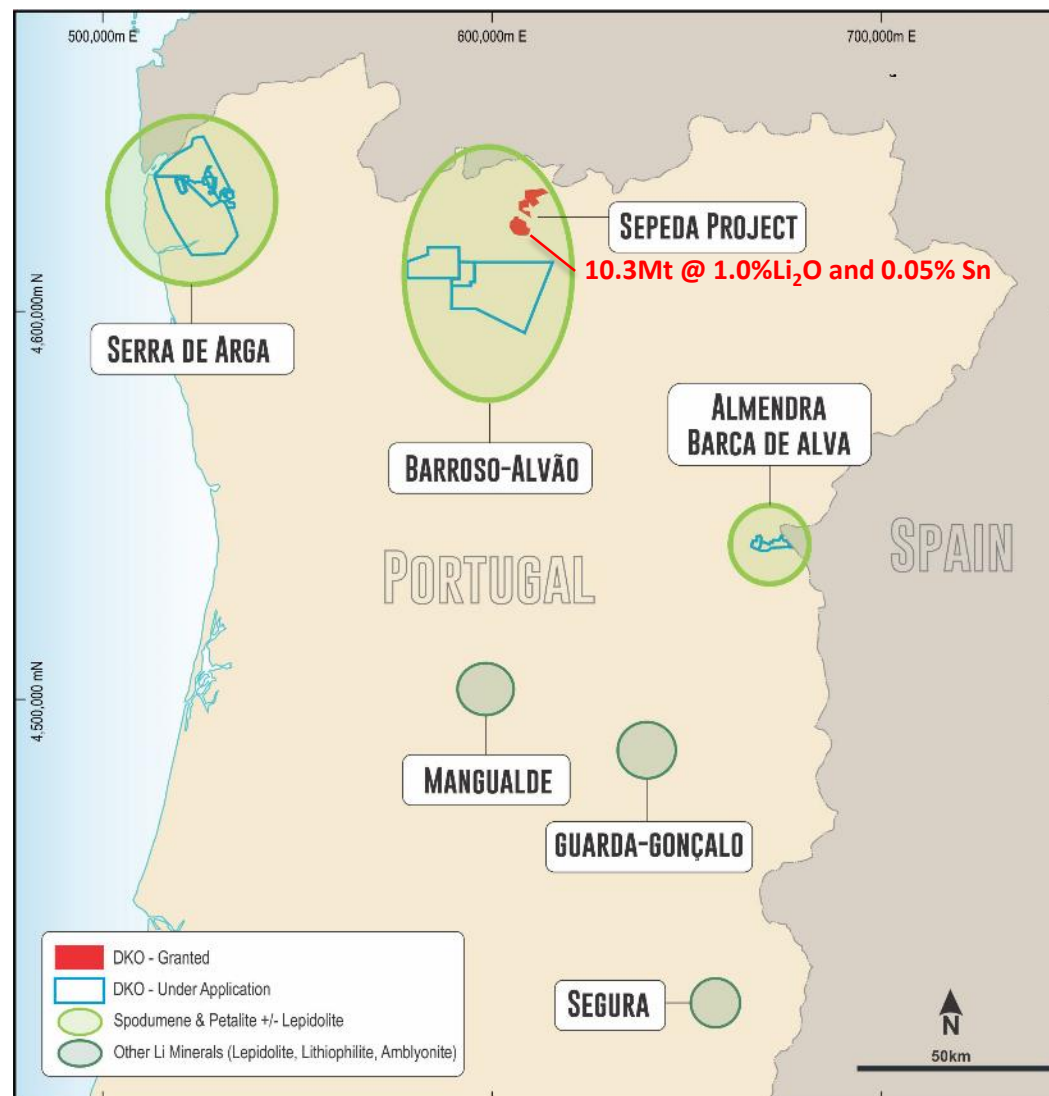 500,000m E
600,000m E
700,000m E
4,600,000m N
4,500,000 mN
SEPEDA PROJECT
10.3Mt @ 1.0%Li₂O and 0.05% Sn
SERRA DE ARGA
BARROSO-ALVÃO
ALMENDRA
BARCA DE ALVA
PORTUGAL
SPAIN
MANGUALDE
GUARDA-GONÇALO
SEGURA
DKO - Granted
DKO - Under Application
Spodumene & Petalite +/- Lepidolite
Other Li Minerals (Lepidolite, Lithiophilite, Amblyonite)
N
50km